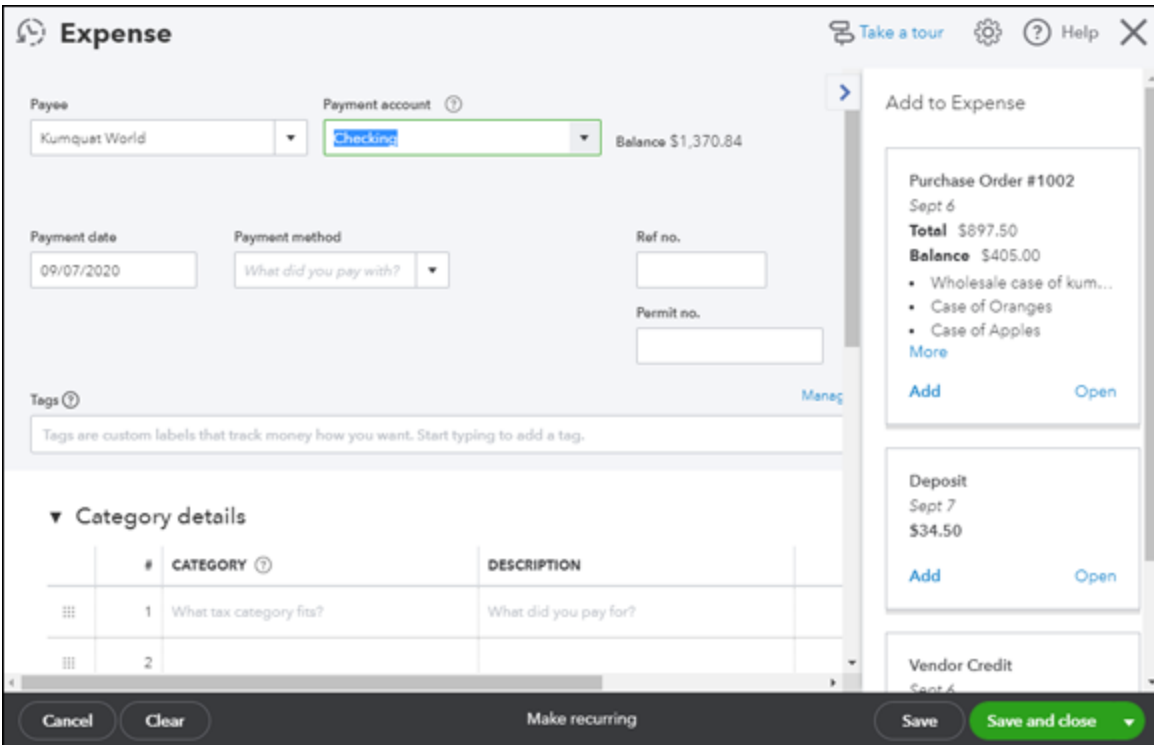 Expense
Take a tour
Help
Payee
Payment account
Kumquat World
Checking
Balance $1,370.84
Payment date
Payment method
Ref no.
09/07/2020
What did you pay with?
Permit no.
Tags
Manag
Tags are custom labels that track money how you want. Start typing to add a tag.
Category details
# CATEGORY DESCRIPTION
1 What tax category fits? What did you pay for?
2
Add to Expense
Purchase Order #1002
Sept 6
Total $897.50
Balance $405.00
• Wholesale case of kum...
• Case of Oranges
• Case of Apples
More
Add Open
Deposit
Sept 7
$34.50
Add Open
Vendor Credit
Sept 6
Cancel Clear Make recurring Save Save and close